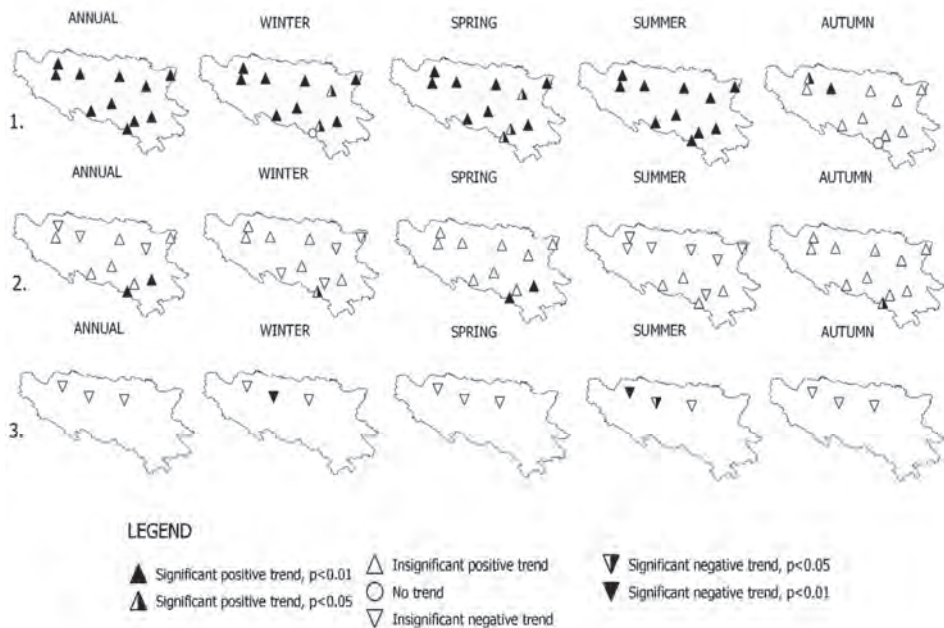 ANNUAL WINTER SPRING SUMMER AUTUMN
1.
ANNUAL WINTER SPRING SUMMER AUTUMN
2.
ANNUAL WINTER SPRING SUMMER AUTUMN
3.
LEGEND
Significant positive trend, p<0.01
Significant positive trend, p<0.05
Insignificant positive trend
No trend
Insignificant negative trend
Significant negative trend, p<0.05
Significant negative trend, p<0.01